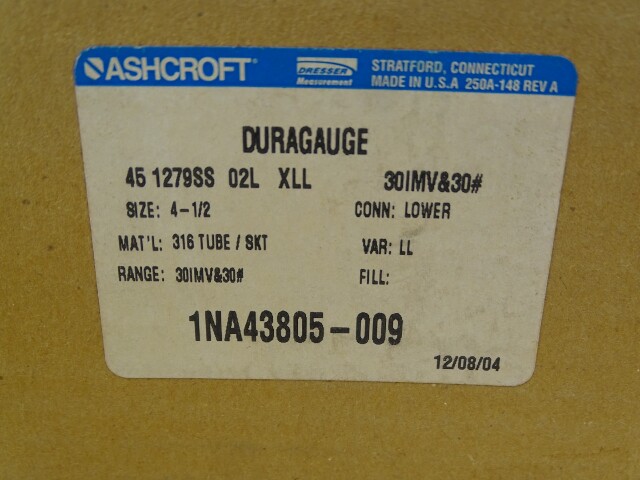 ASHCROFT®
DRESSER
Measurement
STRATFORD, CONNECTICUT
MADE IN U.S.A 250A-148 REV A
DURAGAUGE
45 1279SS 02L XLL 30IMV&30#
SIZE: 4-1/2 CONN: LOWER
MAT'L: 316 TUBE / SKT VAR: LL
RANGE: 30IMV&30# FILL:
1NA43805-009
12/08/04